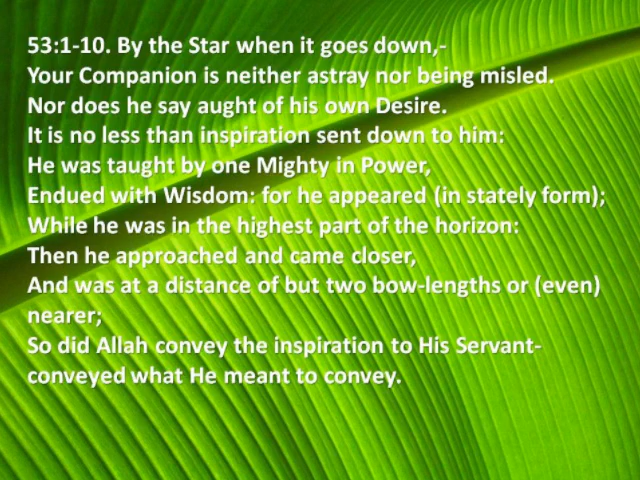 53:1-10. By the Star when it goes down,-
Your Companion is neither astray nor being misled.
Nor does he say aught of his own Desire.
It is no less than inspiration sent down to him:
He was taught by one Mighty in Power,
Endued with Wisdom: for he appeared (in stately form);
While he was in the highest part of the horizon:
Then he approached and came closer,
And was at a distance of but two bow-lengths or (even)
nearer;
So did Allah convey the inspiration to His Servant-
conveyed what He meant to convey.